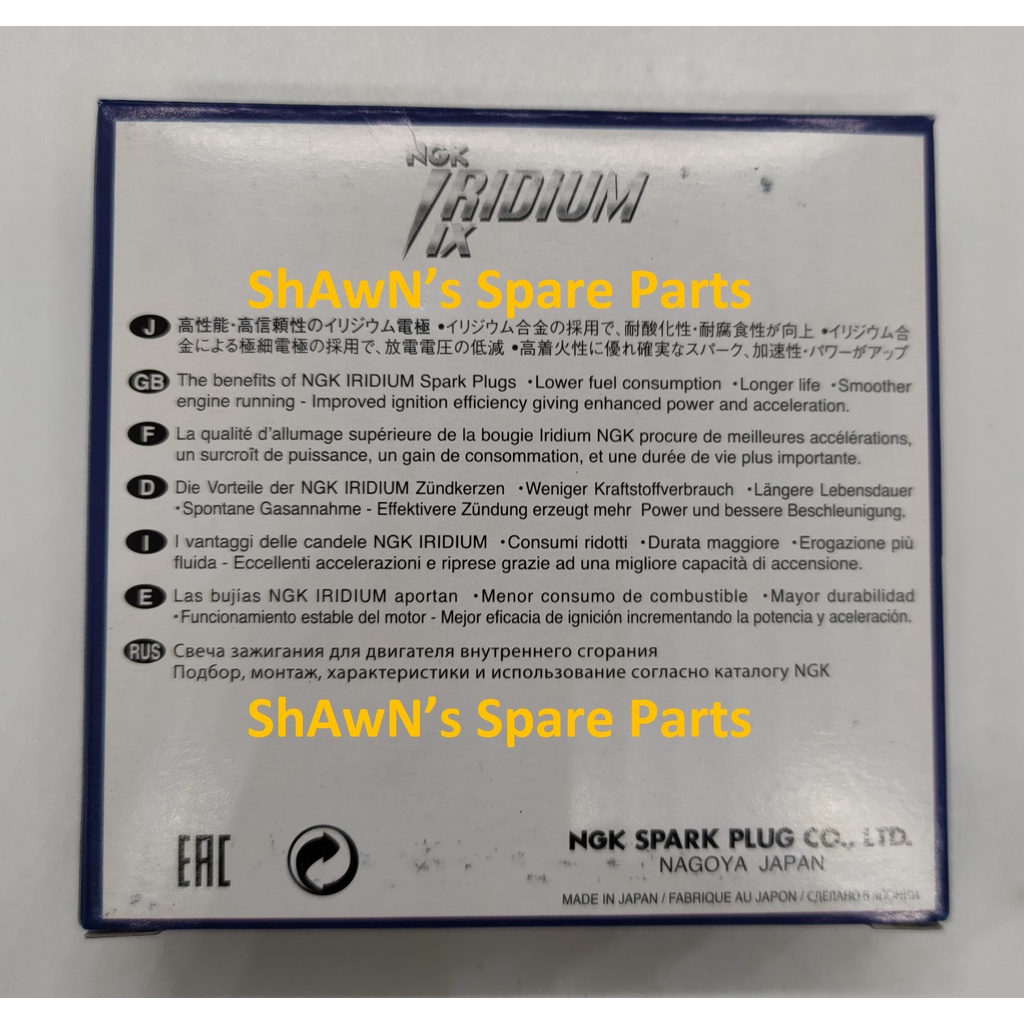 NGK
IRIDIUM
IX
ShAwN’s Spare Parts
J 高性能・高信頼性のイリジウム電極 •イリジウム合金の採用で、耐酸化性・耐腐食性が向上 •イリジウム合
金による極細電極の採用で、放電電圧の低減 •高着火性に優れ確実なスパーク、加速性・パワーがアップ
GB The benefits of NGK IRIDIUM Spark Plugs •Lower fuel consumption •Longer life •Smoother
engine running - Improved ignition efficiency giving enhanced power and acceleration.
F La qualité d’allumage supérieure de la bougie Iridium NGK procure de meilleures accélérations,
un surcroît de puissance, un gain de consommation, et une durée de vie plus importante.
D Die Vorteile der NGK IRIDIUM Zündkerzen •Weniger Kraftstoffverbrauch •Längere Lebensdauer
•Spontane Gasannahme - Effektivere Zündung erzeugt mehr Power und bessere Beschleunigung.
I I vantaggi delle candele NGK IRIDIUM •Consumi ridotti •Durata maggiore •Erogazione più
fluida - Eccellenti accelerazioni e riprese grazie ad una migliore capacità di accensione.
E Las bujías NGK IRIDIUM aportan •Menor consumo de combustible •Mayor durabilidad
•Funcionamiento estable del motor - Mejor eficacia de ignición incrementando la potencia y aceleración.
RUS Свеча зажигания для двигателя внутреннего сгорания
Подбор, монтаж, характеристики и использование согласно каталогу NGK
ShAwN’s Spare Parts
EAC
NGK SPARK PLUG CO., LTD.
NAGOYA JAPAN
MADE IN JAPAN / FABRIQUE AU JAPON / СДЕЛАНО В ЯПОНИИ